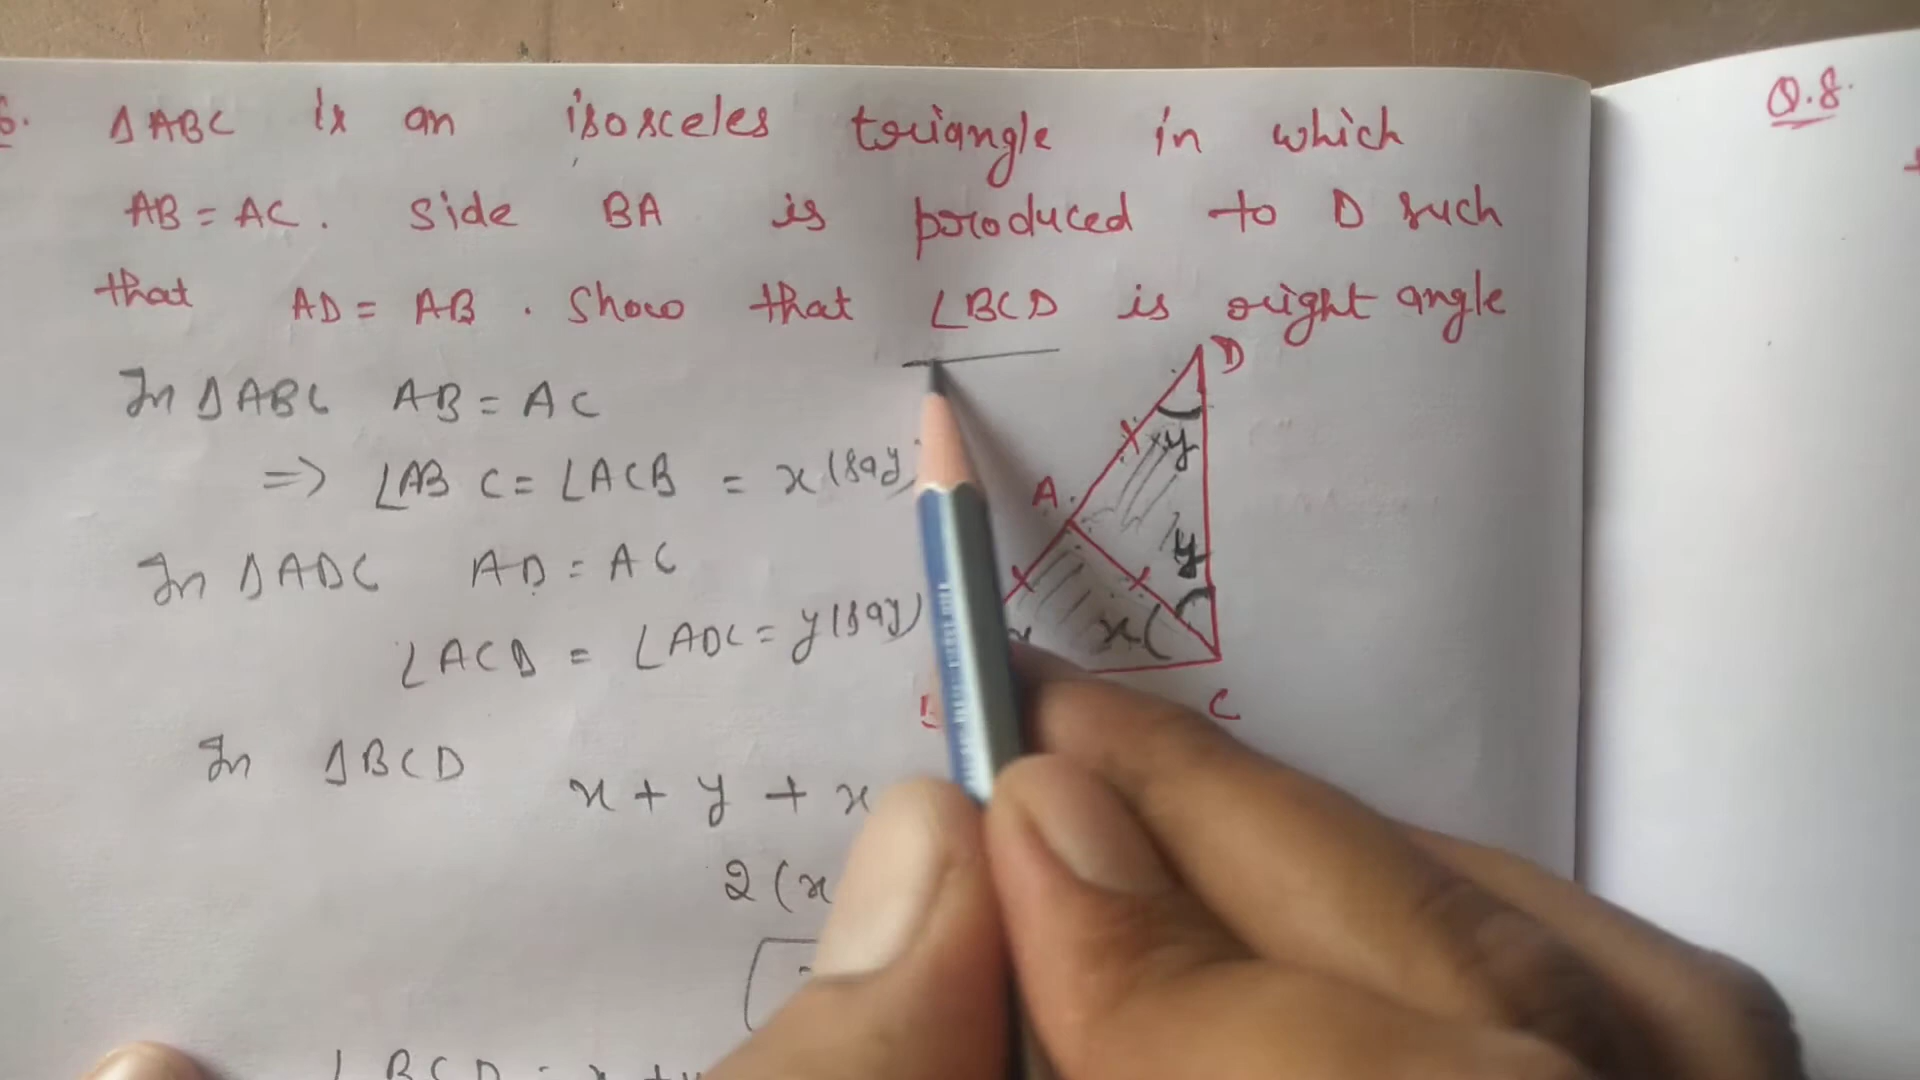 6. ΔABC is an isosceles triangle in which
AB = AC. Side BA is produced to D such
that AD = AB. Show that ∠BCD is right angle
In ΔABC AB = AC
=> ∠ABC = ∠ACB = x (say)
In ΔADC AD = AC
∠ACD = ∠ADC = y (say)
In ΔBCD
x + y + x
2 (x
∠BCD = x + y
D
y
A
y
x
x
C
Q.8.